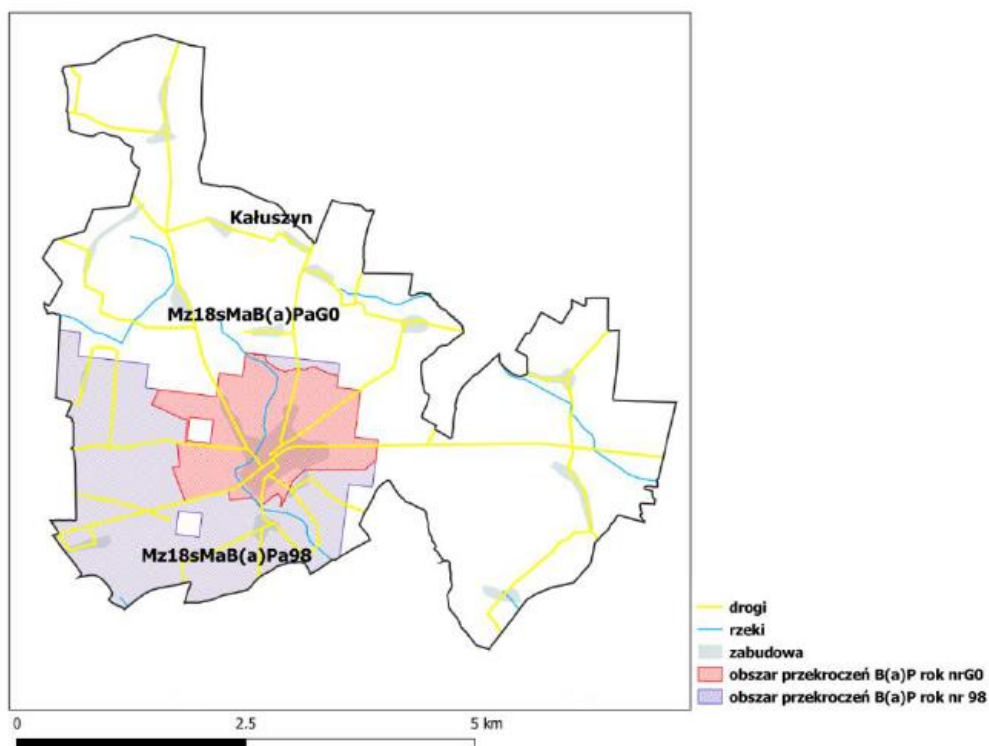 Kałuszyn
Mz18sMaB(a)PaG0
Mz18sMaB(a)Pa98
drogi
rzeki
zabudowa
obszar przekroczeń B(a)P rok nrG0
obszar przekroczeń B(a)P rok nr 98
0 2.5 5 km